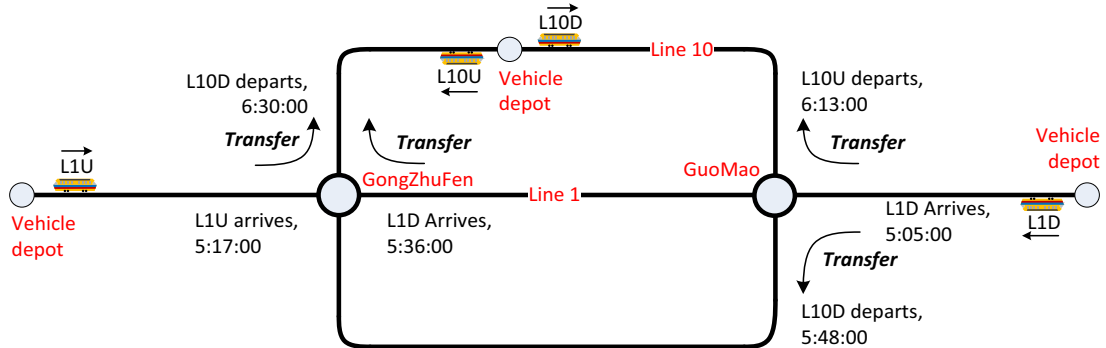 L10D
Line 10
L10U
Vehicle
depot
L10D departs,
6:30:00
Transfer
Transfer
L10U departs,
6:13:00
Transfer
Vehicle
depot
L1U
GongZhuFen
GuoMao
Line 1
Vehicle
depot
L1U arrives,
5:17:00
L1D Arrives,
5:36:00
L1D Arrives,
5:05:00
L1D
Transfer
L10D departs,
5:48:00